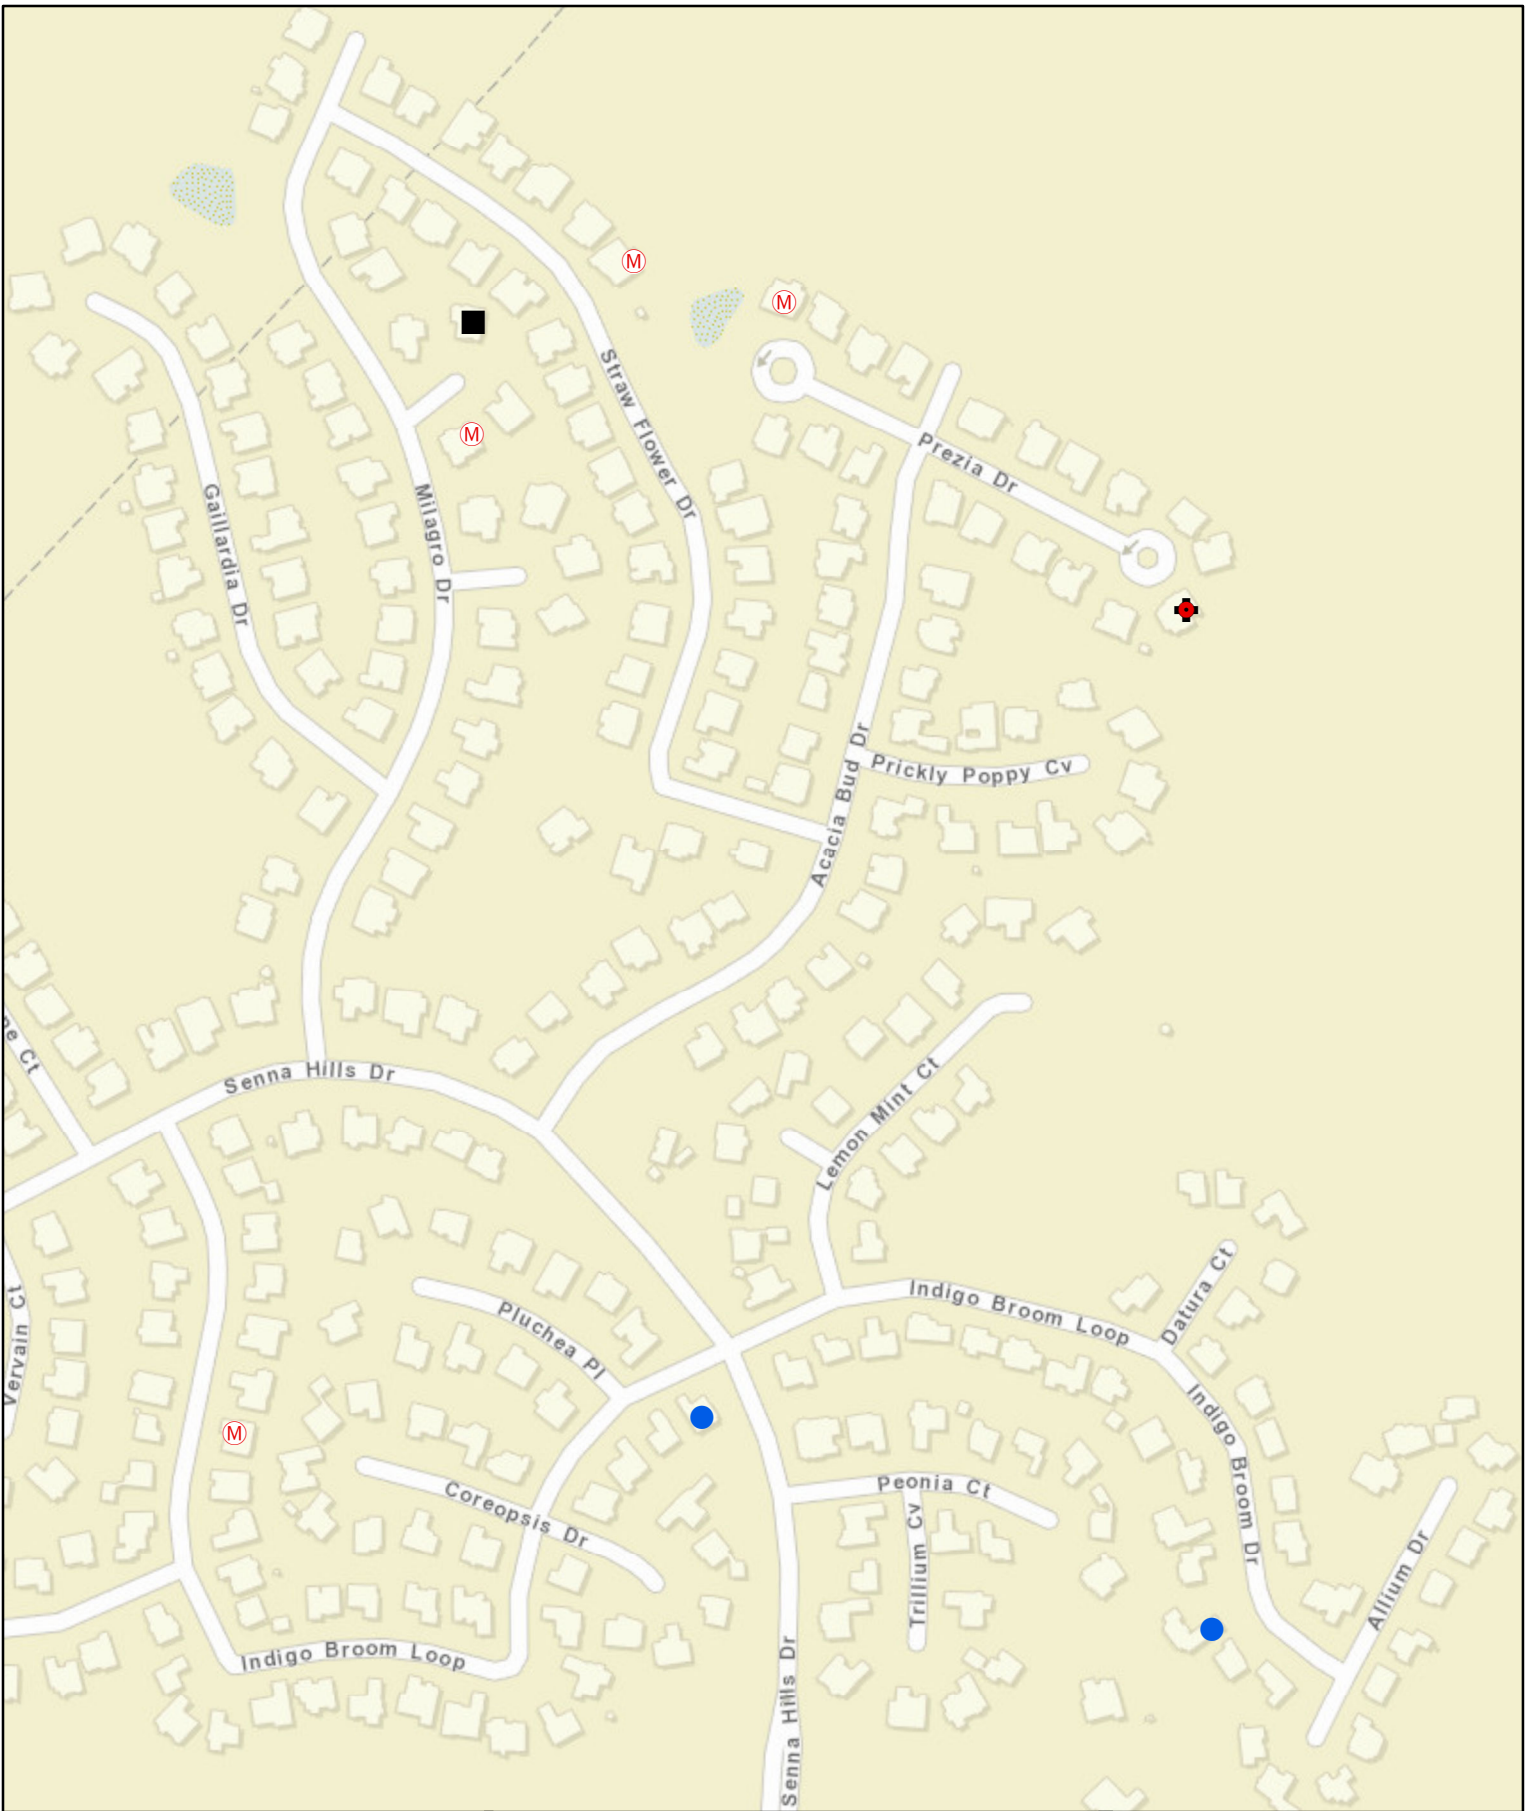 M
M
Straw Flower Dr
M
Prezia Dr
Gaillardia Dr
Milagro Dr
Acacia Bud Dr
Prickly Poppy Cv
ne Ct
Senna Hills Dr
Lemon Mint Ct
Vervain Ct
Pluchea Pl
Indigo Broom Loop
Datura Ct
M
Indigo Broom Dr
Coreopsis Dr
Peonia Ct
Trillium Cv
Allium Dr
Indigo Broom Loop
Senna Hills Dr